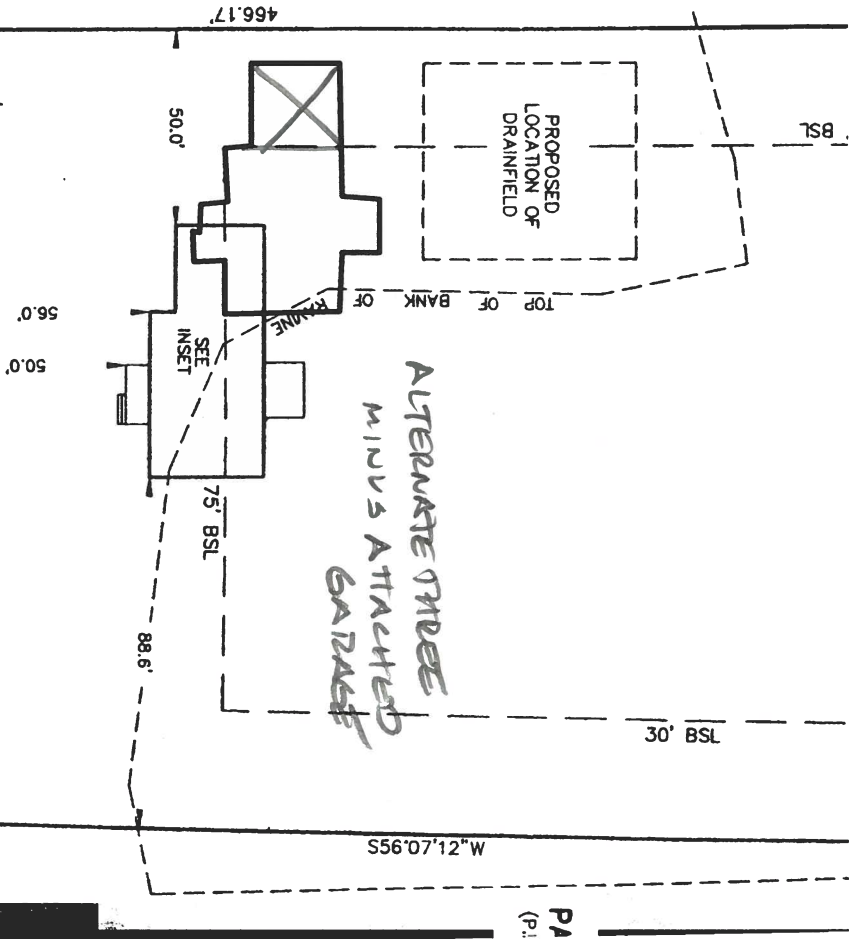 466.17'
50.0'
PROPOSED
LOCATION OF
DRAINFIELD
BSL
TOP OF BANK OF
RAVINE
56.0'
50.0'
SEE
INSET
ALTERNATE THREE
MINUS ATTACHED
GARAGE
75' BSL
88.6'
30' BSL
S56°07'12"W
PA
(P.